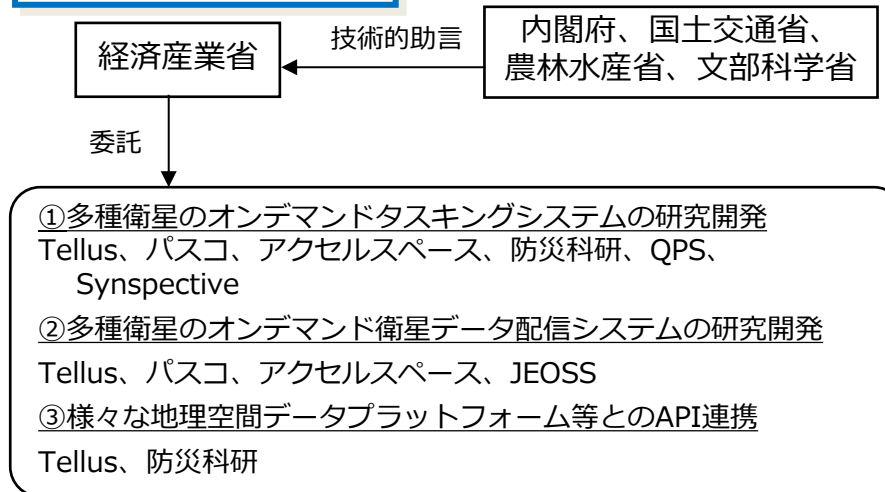 経済産業省
技術的助言
内閣府、国土交通省、
農林水産省、文部科学省
委託
①多種衛星のオンデマンドタスキングシステムの研究開発
Tellus、パスコ、アクセルスペース、防災科研、QPS、
Synspective
②多種衛星のオンデマンド衛星データ配信システムの研究開発
Tellus、パスコ、アクセルスペース、JEOSS
③様々な地理空間データプラットフォーム等とのAPI連携
Tellus、防災科研